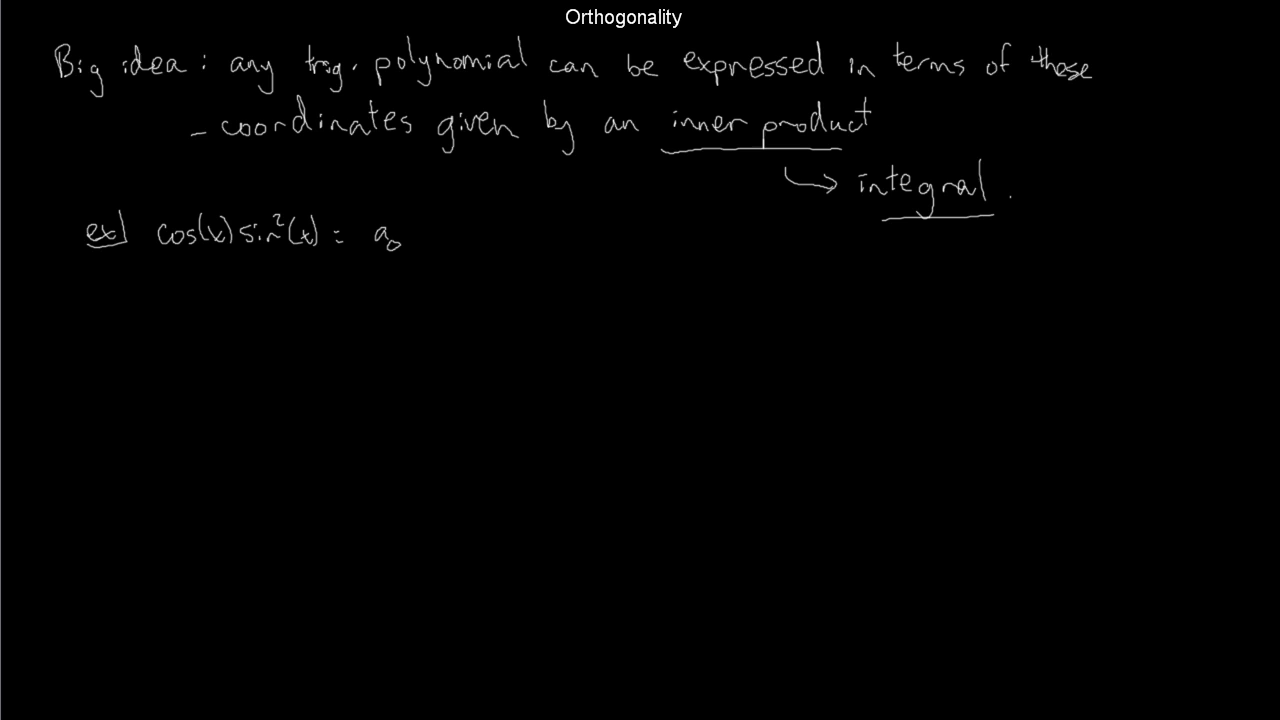 Orthogonality
Big idea: any trig. polynomial can be expressed in terms of these
- coordinates given by an inner product
↳ integral.
ex] cos(x) sin²(x) = a₀